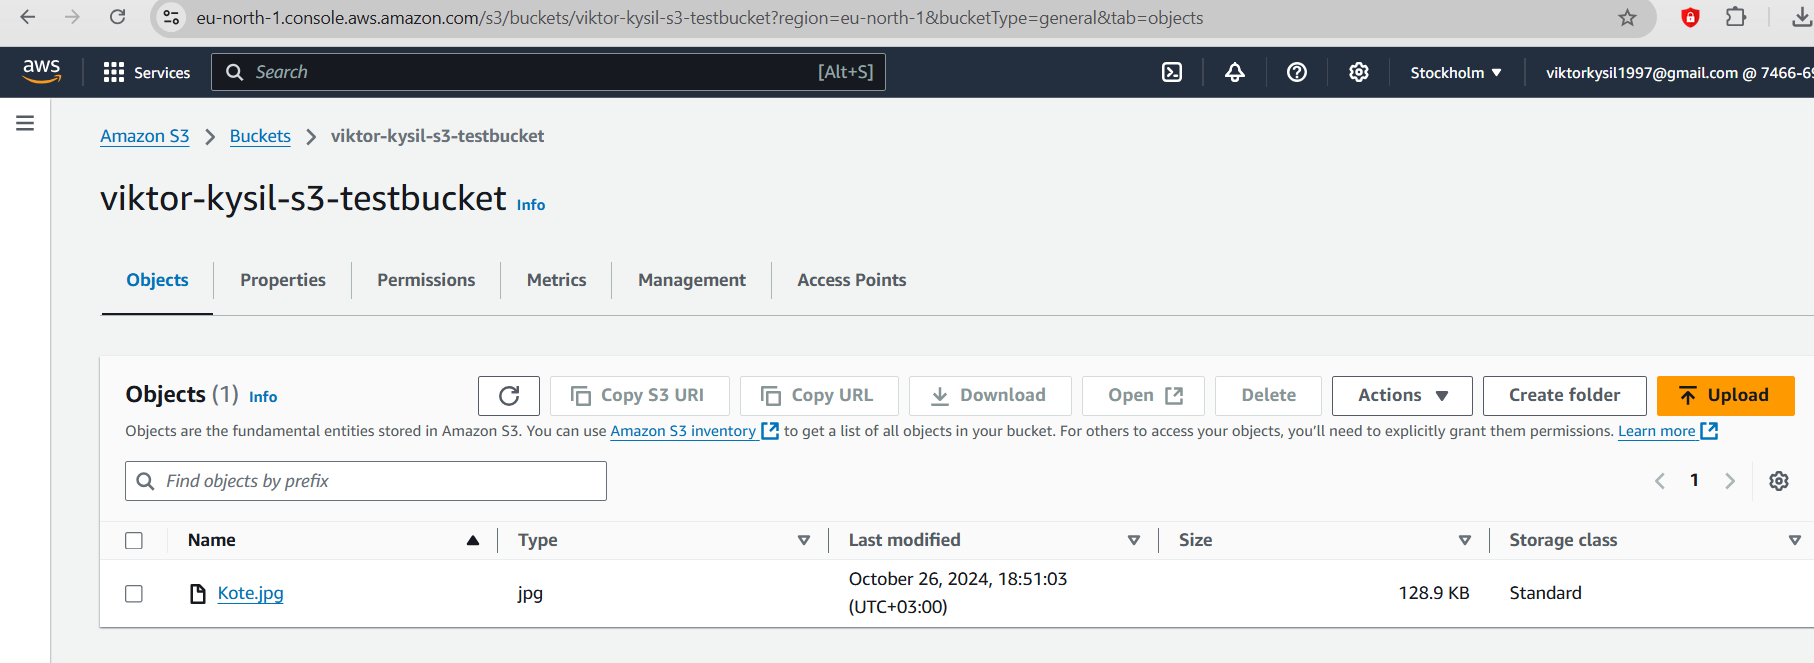 eu-north-1.console.aws.amazon.com/s3/buckets/viktor-kysil-s3-testbucket?region=eu-north-1&bucketType=general&tab=objects
aws Services Search [Alt+S] Stockholm viktorkysil1997@gmail.com @ 7466-69
Amazon S3 Buckets viktor-kysil-s3-testbucket
viktor-kysil-s3-testbucket Info
Objects Properties Permissions Metrics Management Access Points
Objects (1) Info Copy S3 URI Copy URL Download Open Delete Actions Create folder Upload
Objects are the fundamental entities stored in Amazon S3. You can use Amazon S3 inventory to get a list of all objects in your bucket. For others to access your objects, you'll need to explicitly grant them permissions. Learn more
Find objects by prefix 1
Name Type Last modified Size Storage class
Kote.jpg jpg October 26, 2024, 18:51:03 (UTC+03:00) 128.9 KB Standard